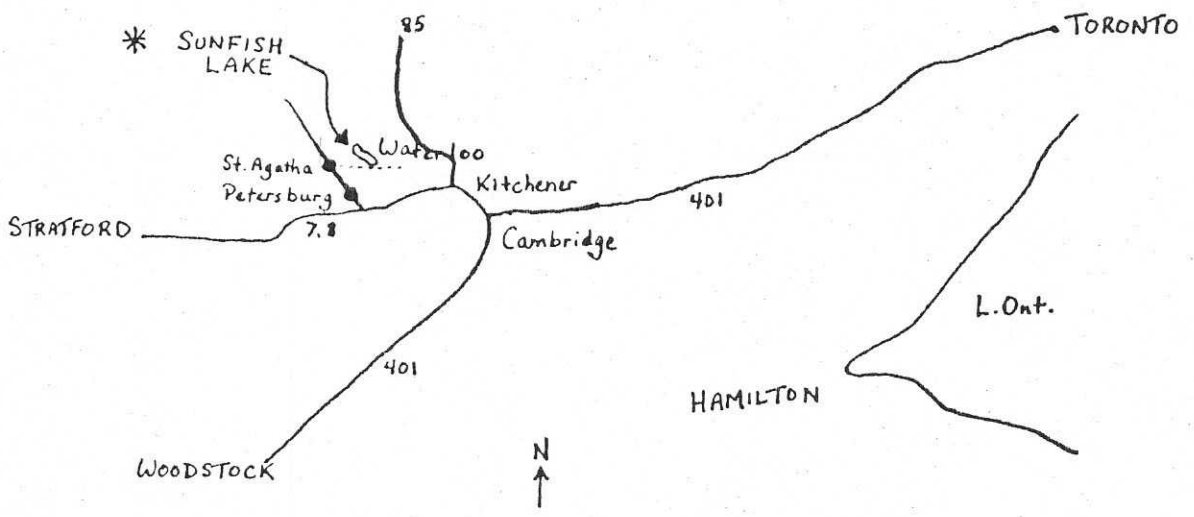 85
TORONTO
* SUNFISH
LAKE
Waterloo
St. Agatha
Kitchener
Petersburg
401
STRATFORD
7.8
Cambridge
L. Ont.
401
HAMILTON
N
WOODSTOCK